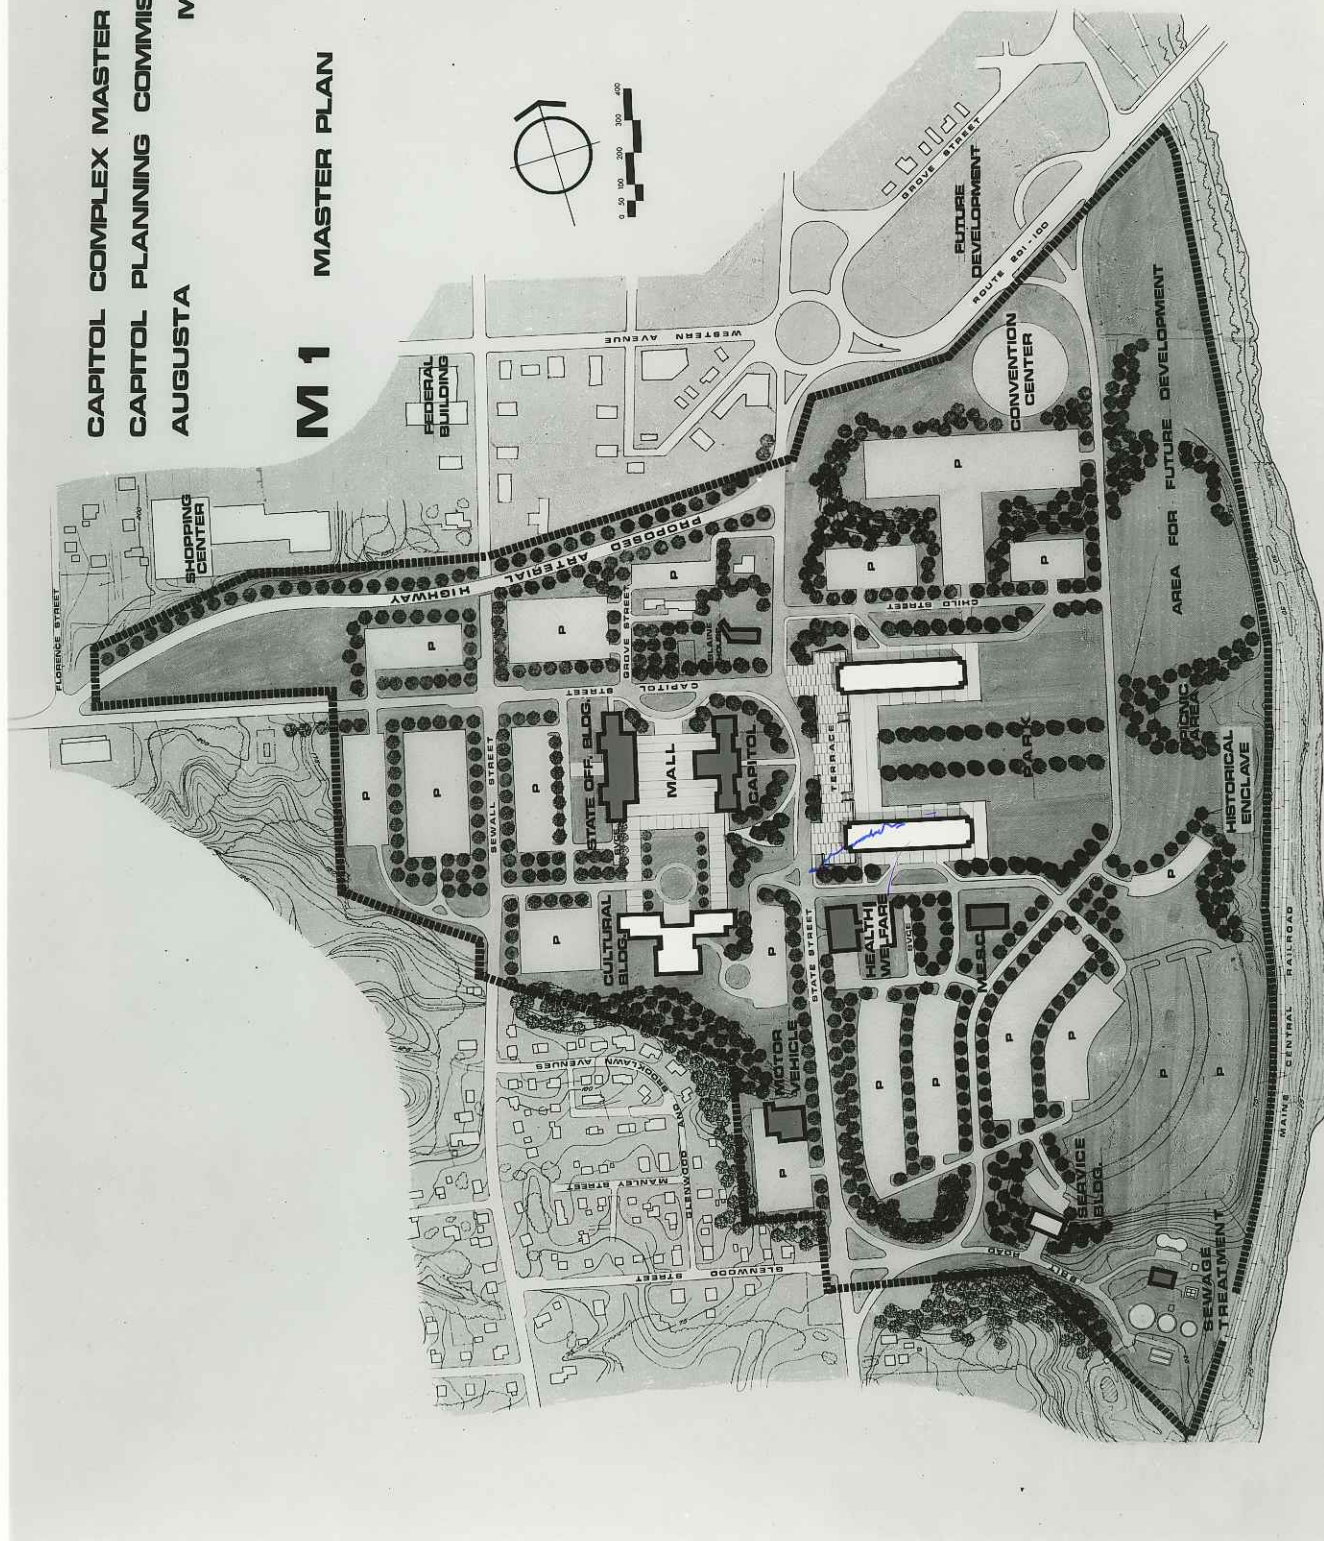 CAPITOL COMPLEX MASTER
CAPITOL PLANNING COMMIS
AUGUSTA
M
M 1 MASTER PLAN
0 50 100 200 300 400
FLORENCE STREET
SHOPPING
CENTER
FEDERAL
BUILDING
WESTERN AVENUE
GROVE STREET
FUTURE
DEVELOPMENT
ROUTE 201-100
PROPOSED ARTERIAL HIGHWAY
CONVENTION
CENTER
AREA FOR FUTURE DEVELOPMENT
P
P
P
P
P
P
P
P
P
P
GROVE STREET
BLAINE
HOUSE
CAPITOL STREET
CHILD STREET
SEWALL STREET
STATE OFF. BLDG.
MALL
CAPITOL
TERRACE
PARK
PICNIC
AREA
HISTORICAL
ENCLAVE
CULTURAL
BLDG.
STATE STREET
HEALTH
WELFARE
M.E.S.C.
P
P
P
P
P
P
P
P
P
MOTOR
VEHICLE
BROOKLAWN AVENUES
GLENWOOD AND
MANLEY STREET
GLENWOOD STREET
SERVICE
BLDG.
BELT ROAD
SEWAGE
TREATMENT
MAINE CENTRAL RAILROAD